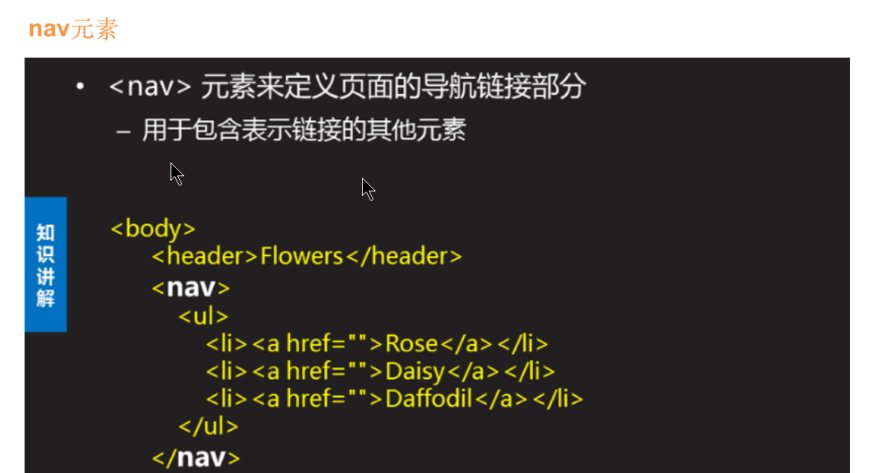 nav元素
• <nav> 元素来定义页面的导航链接部分
– 用于包含表示链接的其他元素
知识讲解
<body>
<header>Flowers</header>
<nav>
<ul>
<li><a href="">Rose</a></li>
<li><a href="">Daisy</a></li>
<li><a href="">Daffodil</a></li>
</ul>
</nav>